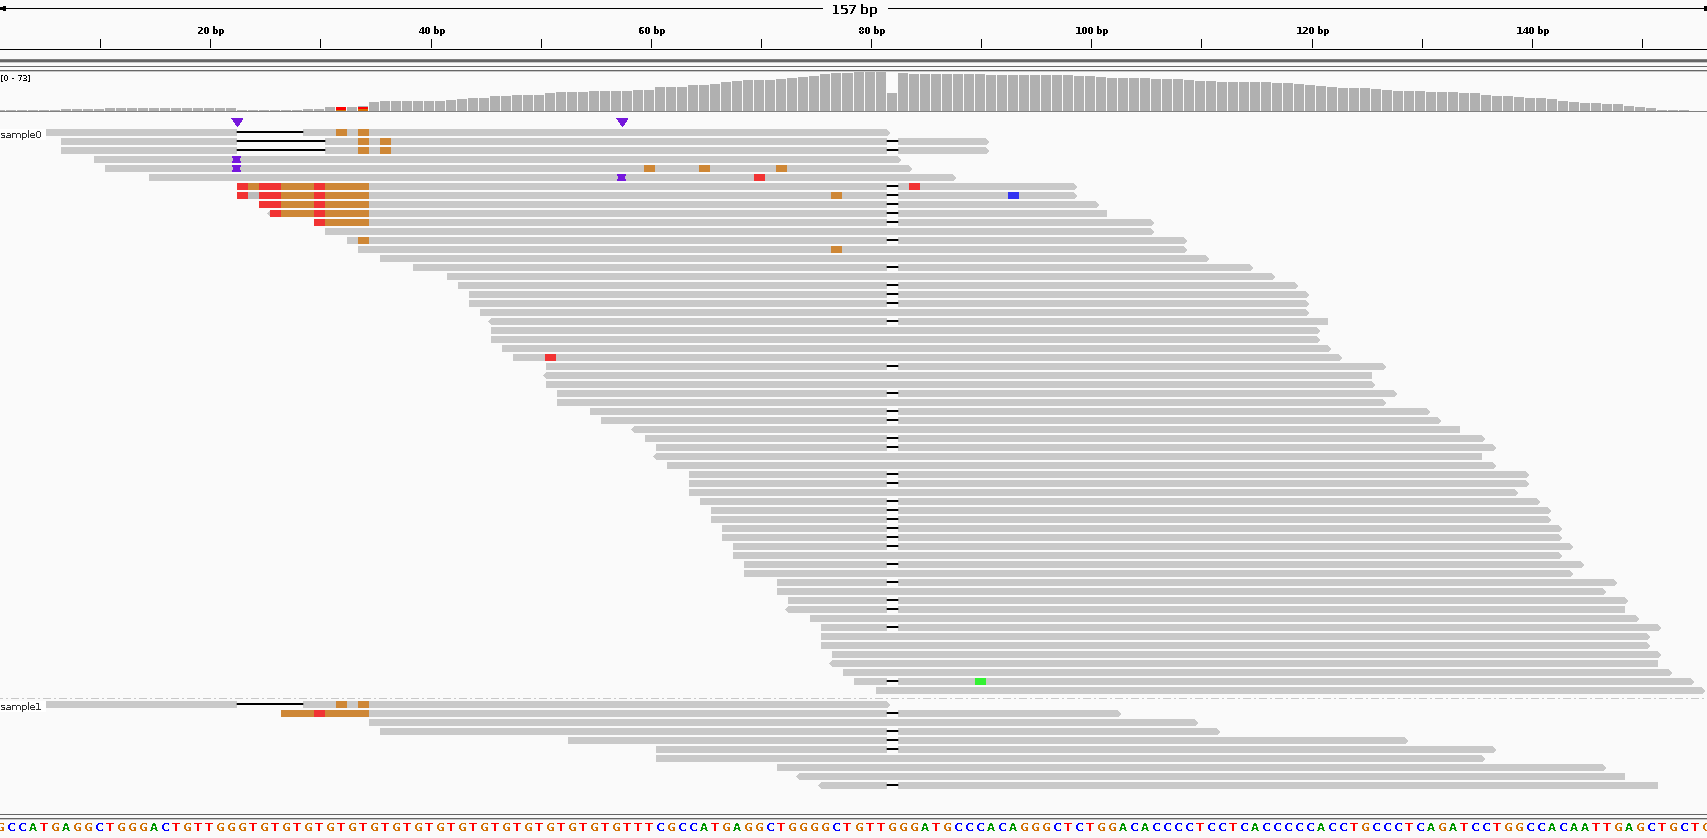 157 bp
20 bp 40 bp 60 bp 80 bp 100 bp 120 bp 140 bp
[0 - 73]
sample0
sample1
GCCATGAGGCTGGGACTGTTGGGTGTGTGTGTGTGTGTGTGTGTGTGTGTGTGTGTGTTTCGCCATGAGGCTGGGGCTGTTGGGATGCCCACAGGGCTCTGGACACCCCTCCTCACCCCCACCTGCCCTCAGATCCTGGCCACAATTGAGCTGCT